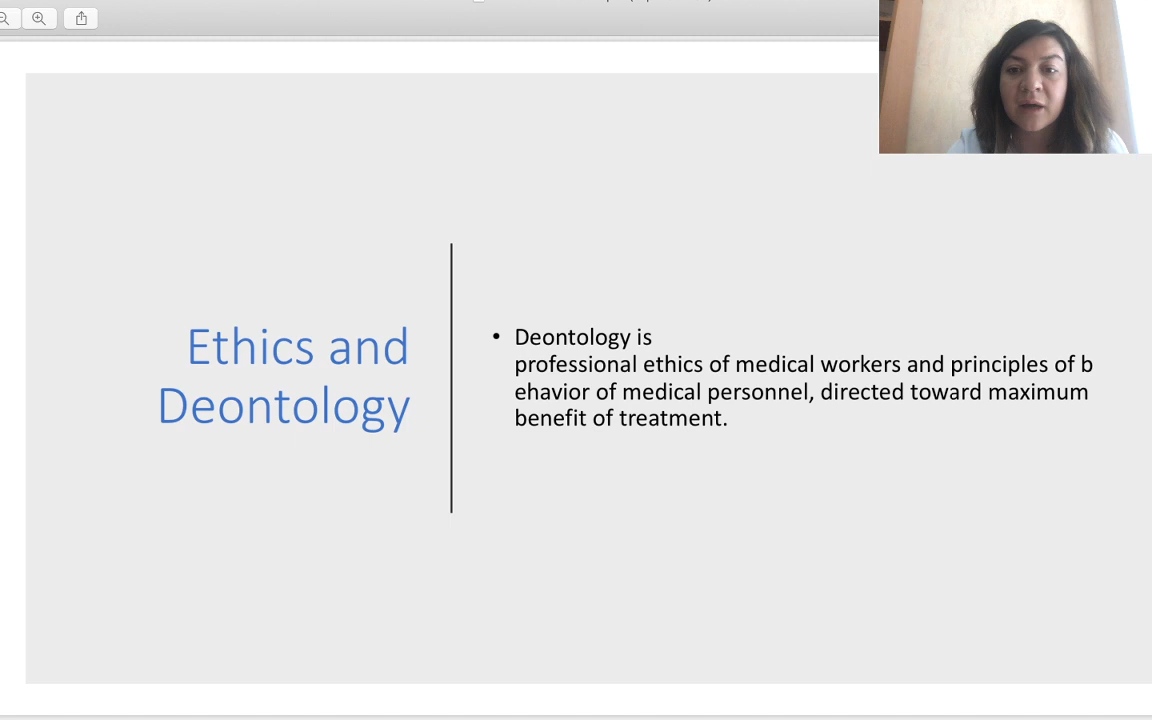 Ethics and
Deontology
• Deontology is
professional ethics of medical workers and principles of b
ehavior of medical personnel, directed toward maximum
benefit of treatment.